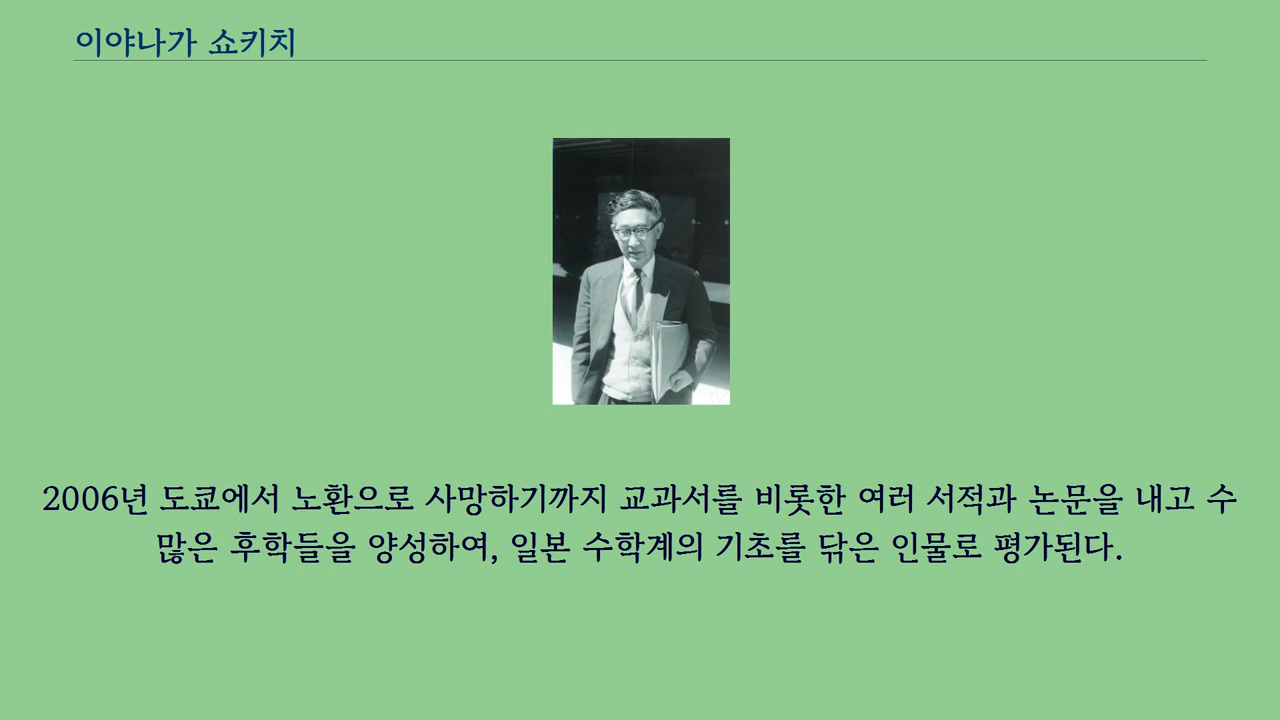 이야나가 쇼키치
2006년 도쿄에서 노환으로 사망하기까지 교과서를 비롯한 여러 서적과 논문을 내고 수
많은 후학들을 양성하여, 일본 수학계의 기초를 닦은 인물로 평가된다.